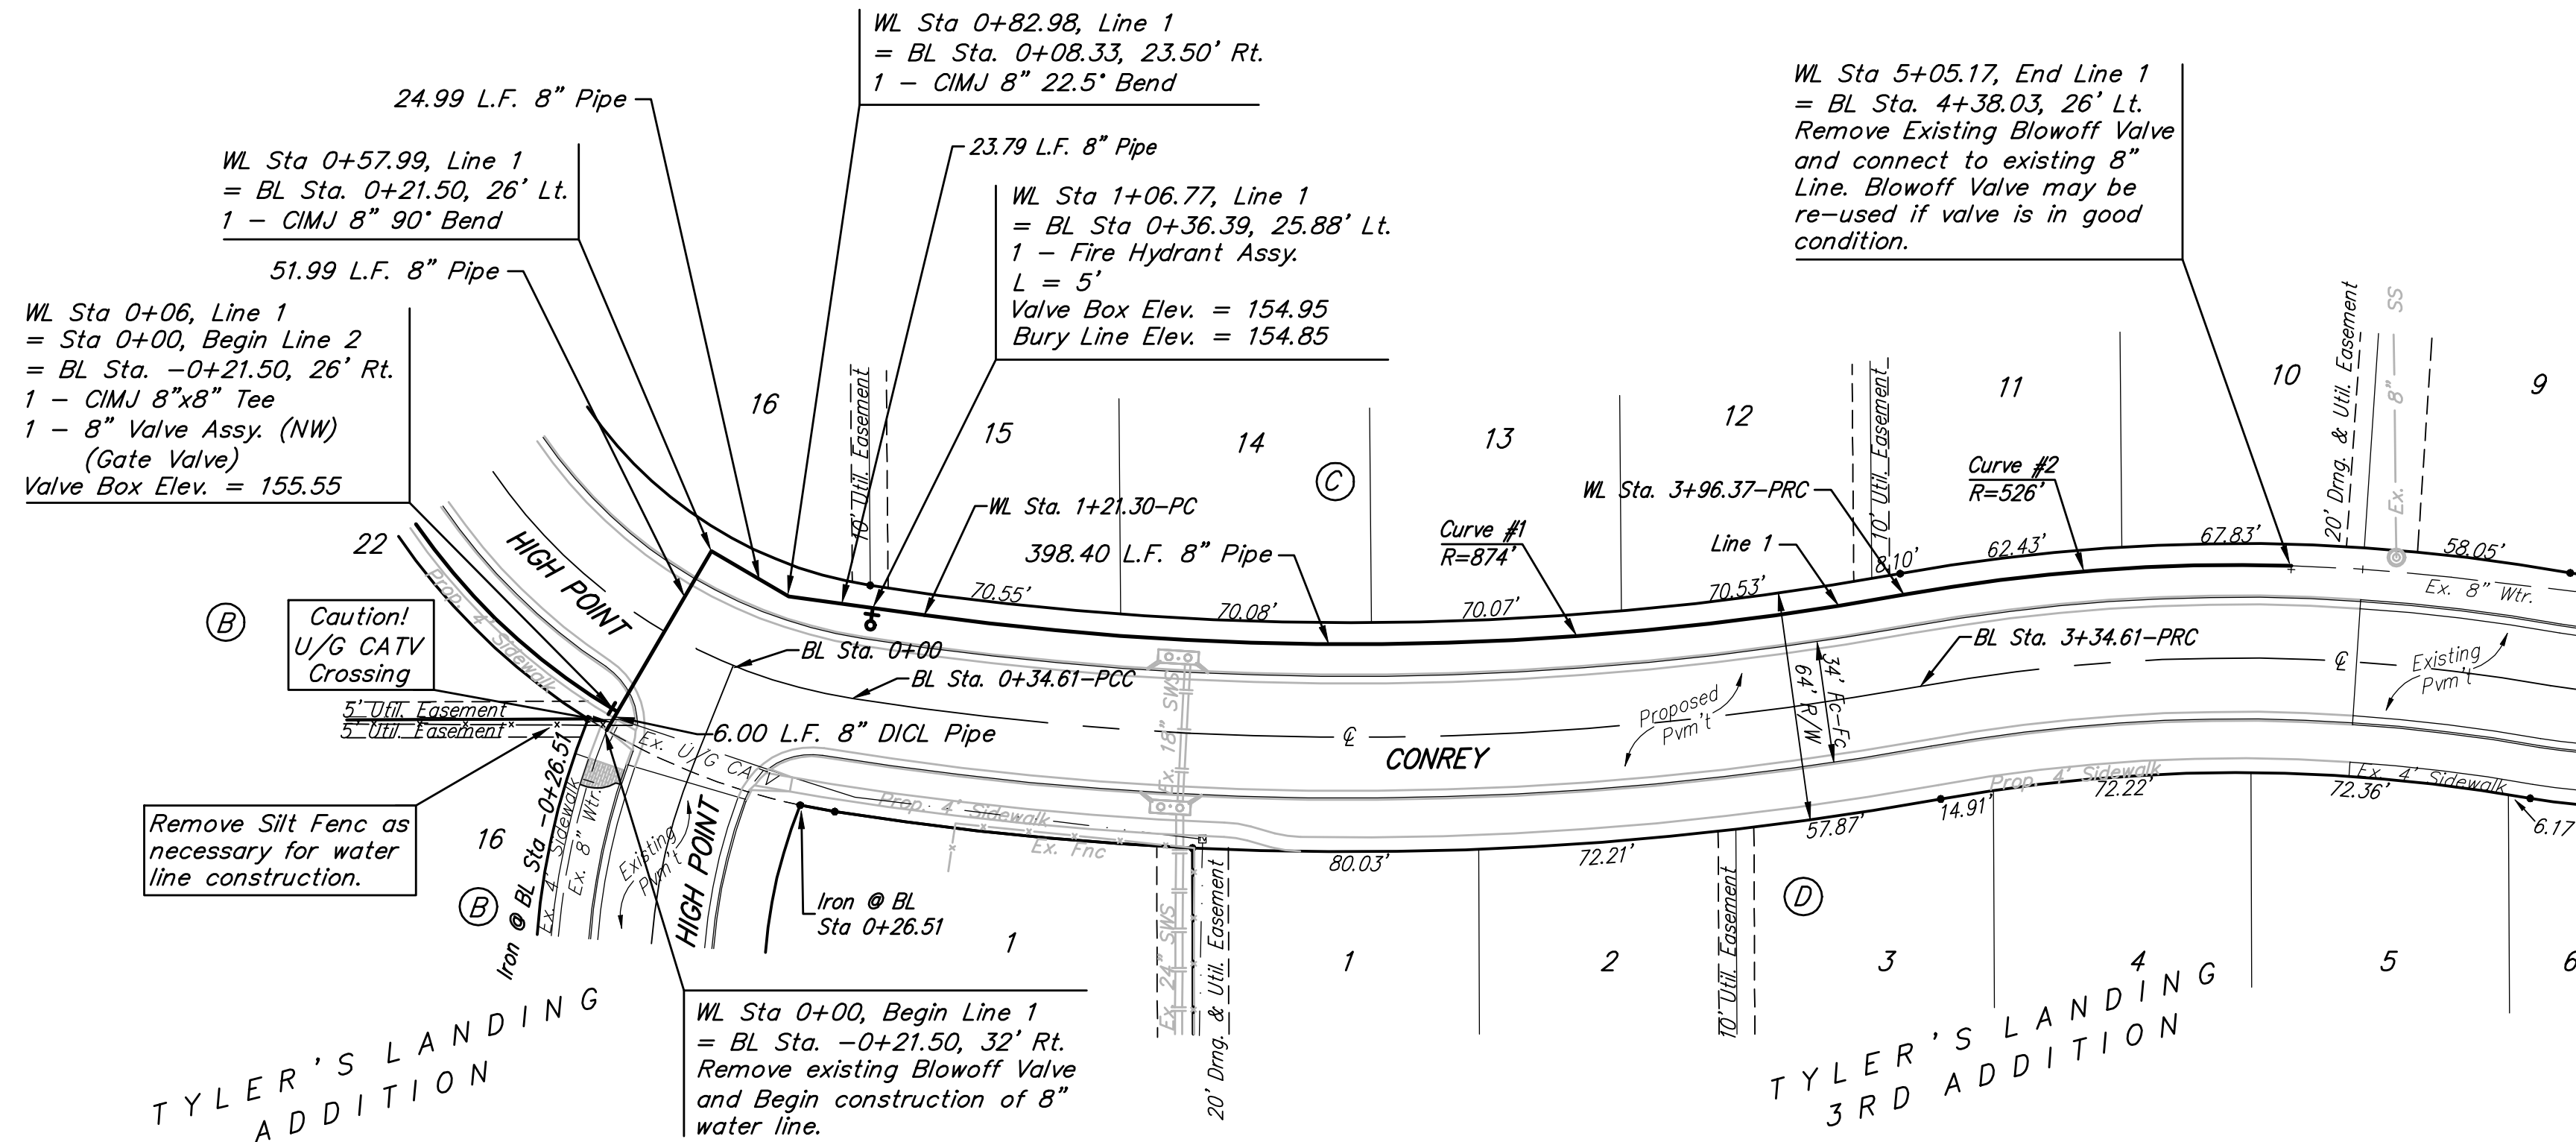 WL Sta 0+82.98, Line 1
= BL Sta. 0+08.33, 23.50' Rt.
1 - CIMJ 8" 22.5° Bend
24.99 L.F. 8" Pipe
WL Sta 0+57.99, Line 1
= BL Sta. 0+21.50, 26' Lt.
1 - CIMJ 8" 90° Bend
51.99 L.F. 8" Pipe
WL Sta 0+06, Line 1
= Sta 0+00, Begin Line 2
= BL Sta. -0+21.50, 26' Rt.
1 - CIMJ 8"x8" Tee
1 - 8" Valve Assy. (NW)
(Gate Valve)
Valve Box Elev. = 155.55
23.79 L.F. 8" Pipe
WL Sta 1+06.77, Line 1
= BL Sta 0+36.39, 25.88' Lt.
1 - Fire Hydrant Assy.
L = 5'
Valve Box Elev. = 154.95
Bury Line Elev. = 154.85
WL Sta 5+05.17, End Line 1
= BL Sta. 4+38.03, 26' Lt.
Remove Existing Blowoff Valve
and connect to existing 8"
Line. Blowoff Valve may be
re-used if valve is in good
condition.
16
10' Util. Easement
15
14
13
12
11
10
9
C
10' Util. Easement
20' Drng. & Util. Easement
Ex. 8" SS
WL Sta. 1+21.30-PC
398.40 L.F. 8" Pipe
Curve #1
R=874'
WL Sta. 3+96.37-PRC
Line 1
Curve #2
R=526'
70.55'
70.08'
70.07'
70.53'
8.10'
62.43'
67.83'
58.05'
Ex. 8" Wtr.
22
B
HIGH POINT
Prop. 4' Sidewalk
Caution!
U/G CATV
Crossing
5' Util. Easement
5' Util. Easement
BL Sta. 0+00
BL Sta. 0+34.61-PCC
6.00 L.F. 8" DICL Pipe
Ex. U/G CATV
Ex. 18" SWS
℄
CONREY
Proposed
Pvm't
64' R/W
34' Fc-Fc
BL Sta. 3+34.61-PRC
℄
Existing
Pvm't
Remove Silt Fenc as
necessary for water
line construction.
16
B
Iron @ BL Sta -0+26.51
Ex. 4' Sidewalk
Ex. 8" Wtr.
Existing
Pvm't
HIGH POINT
Iron @ BL
Sta 0+26.51
Prop. 4' Sidewalk
Ex. Fnc
1
Ex. 24" SWS
20' Drng. & Util. Easement
80.03'
72.21'
57.87'
14.91'
Prop. 4' Sidewalk
72.22'
Ex 4' Sidewalk
72.36'
6.17
1
2
10' Util. Easement
D
3
4
5
6
WL Sta 0+00, Begin Line 1
= BL Sta. -0+21.50, 32' Rt.
Remove existing Blowoff Valve
and Begin construction of 8"
water line.
TYLER'S LANDING
ADDITION
TYLER'S LANDING
3RD ADDITION